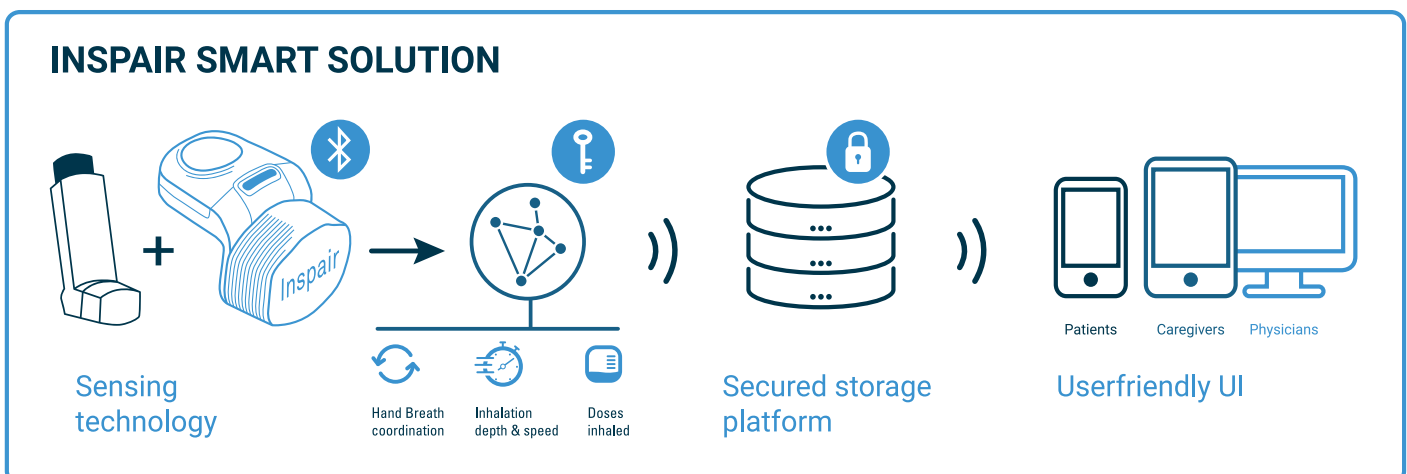 INSPAIR SMART SOLUTION
Inspair
Sensing
technology
Hand Breath
coordination
Inhalation
depth & speed
Doses
inhaled
Secured storage
platform
Patients
Caregivers
Physicians
Userfriendly UI